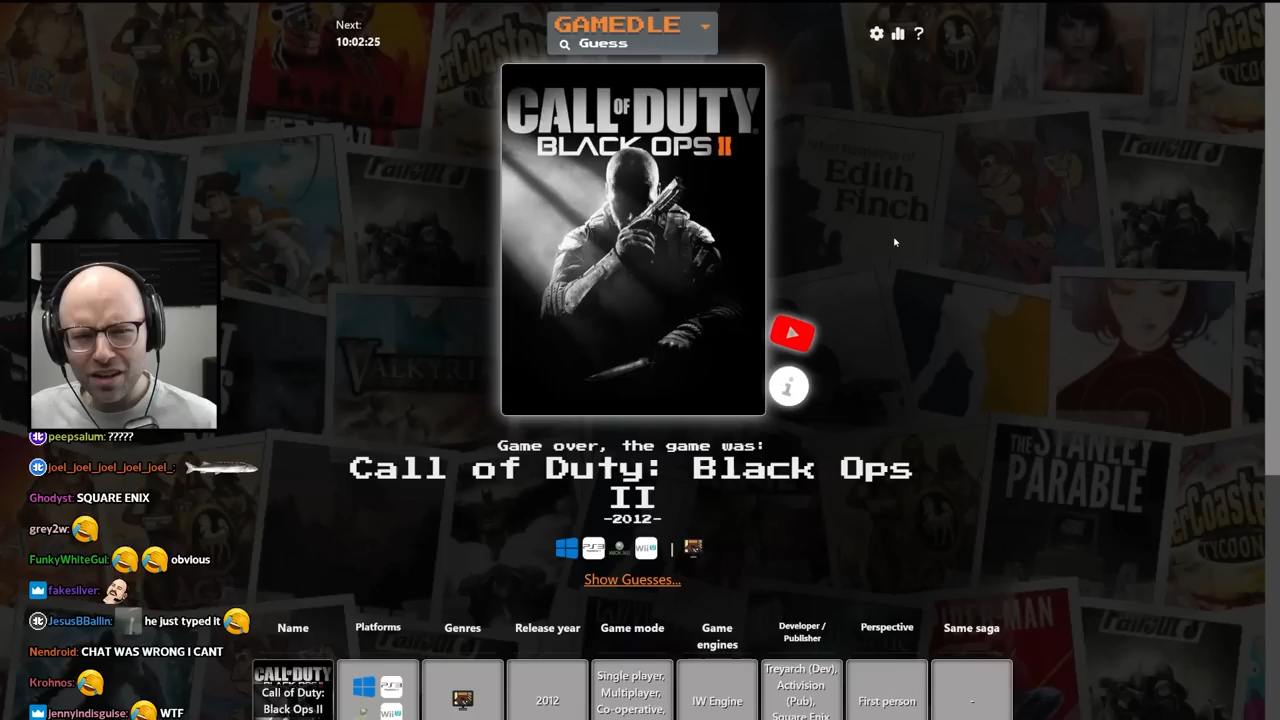 Next:
10:02:25
GAMEDLE
Guess
?
CALL OF DUTY
BLACK OPS II
What Remains of
Edith
Finch
Game over, the game was:
Call of Duty: Black Ops
II
-2012-
|
Show Guesses...
THE
STANLEY
PARABLE
peepsalum: ?????
joel_joel_joel_joel_joel_:
Ghodyst: SQUARE ENIX
grey2w:
FunkyWhiteGui: obvious
fakesilver:
JesusBBallin: he just typed it
Nendroid: CHAT WAS WRONG I CANT
Krohnos:
jennyindisguise: WTF
Name
Platforms
Genres
Release year
Game mode
Game
engines
Developer /
Publisher
Perspective
Same saga
CALL OF DUTY
Call of Duty:
Black Ops II
2012
Single player,
Multiplayer,
Co-operative,
IW Engine
Treyarch (Dev),
Activision
(Pub),
Square Enix
First person
-